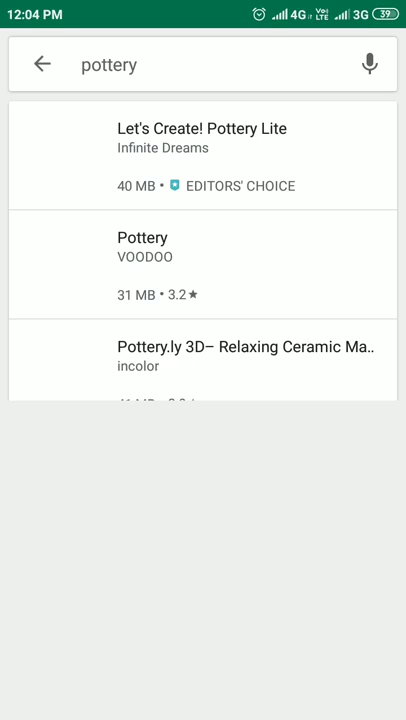 12:04 PM
4G VoLTE 3G 39
pottery
Let's Create! Pottery Lite
Infinite Dreams
40 MB • EDITORS' CHOICE
Pottery
VOODOO
31 MB • 3.2★
Pottery.ly 3D– Relaxing Ceramic Ma..
incolor